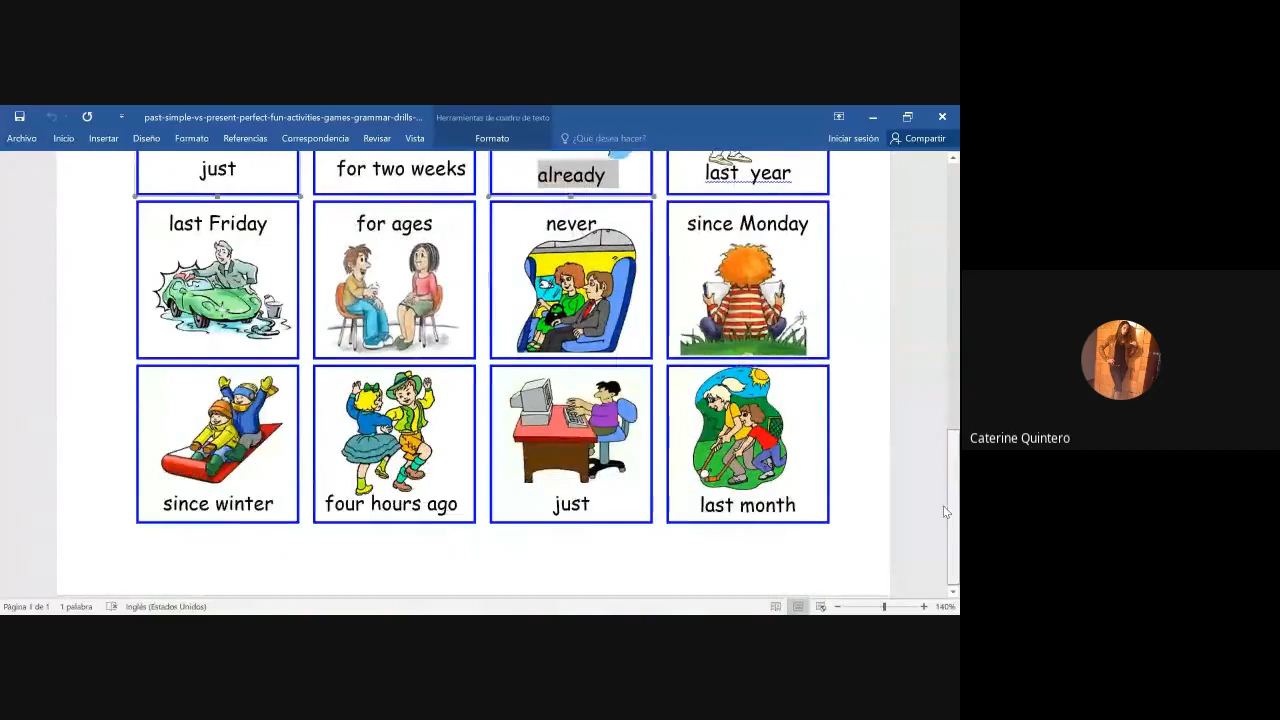 past-simple-vs-present-perfect-fun-activities-games-grammar-drills-...
Herramientas de cuadro de texto
Archivo Inicio Insertar Diseño Formato Referencias Correspondencia Revisar Vista Formato ¿Qué desea hacer? Iniciar sesión Compartir
just for two weeks already last year
last Friday for ages never since Monday
since winter four hours ago just last month
Caterine Quintero
Página 1 de 1 1 palabra Inglés (Estados Unidos) 140%